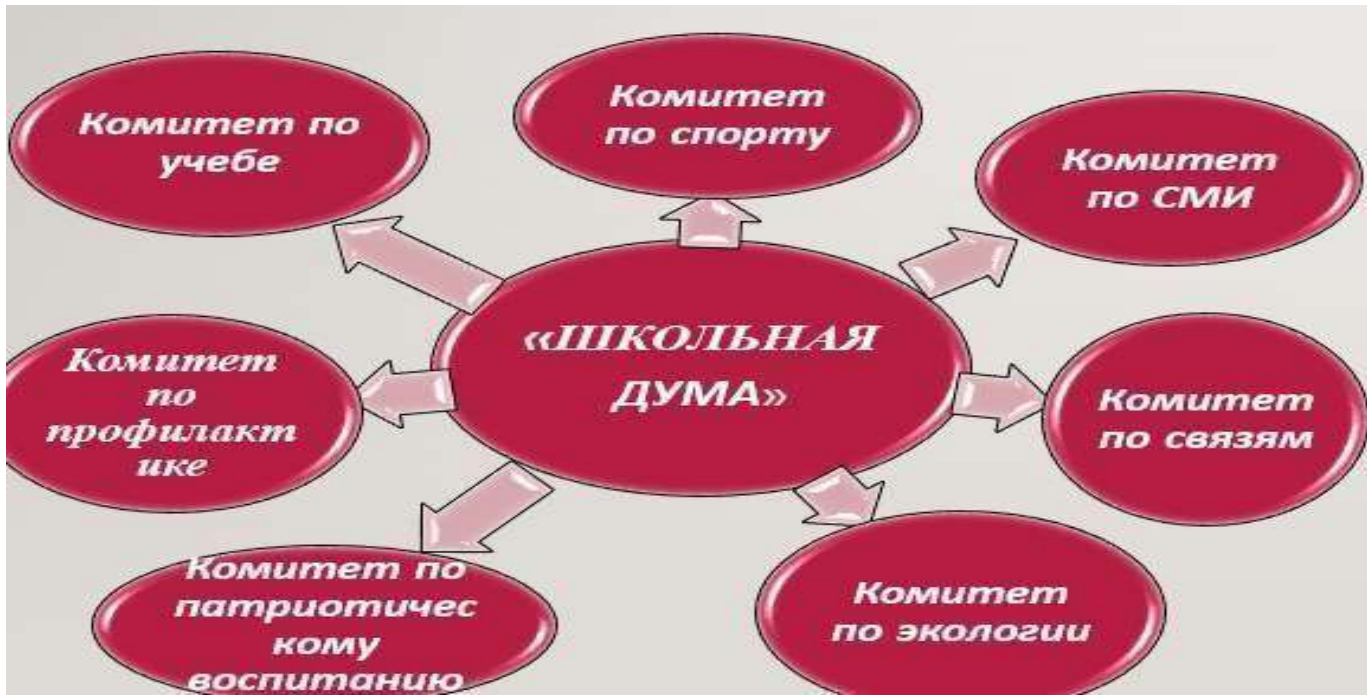 Комитет по
учебе
Комитет
по спорту
Комитет
по СМИ
«ШКОЛЬНАЯ
ДУМА»
Комитет
по
профилакт
ике
Комитет
по связям
Комитет по
патриотичес
кому
воспитанию
Комитет
по экологии